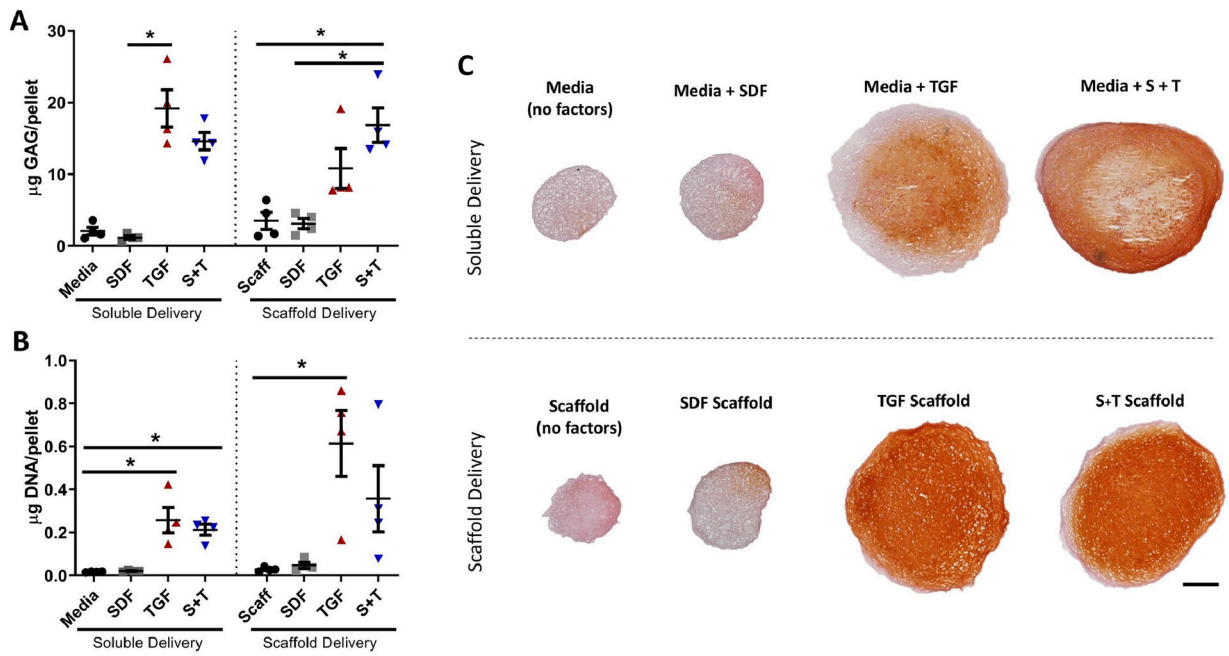 A
µg GAG/pellet
30
20
10
0
*
*
*
Media
SDF
TGF
S+T
Scaff
SDF
TGF
S+T
Soluble Delivery
Scaffold Delivery
B
µg DNA/pellet
1.0
0.8
0.6
0.4
0.2
0.0
*
*
*
Media
SDF
TGF
S+T
Scaff
SDF
TGF
S+T
Soluble Delivery
Scaffold Delivery
C
Soluble Delivery
Media
(no factors)
Media + SDF
Media + TGF
Media + S + T
Scaffold Delivery
Scaffold
(no factors)
SDF Scaffold
TGF Scaffold
S+T Scaffold